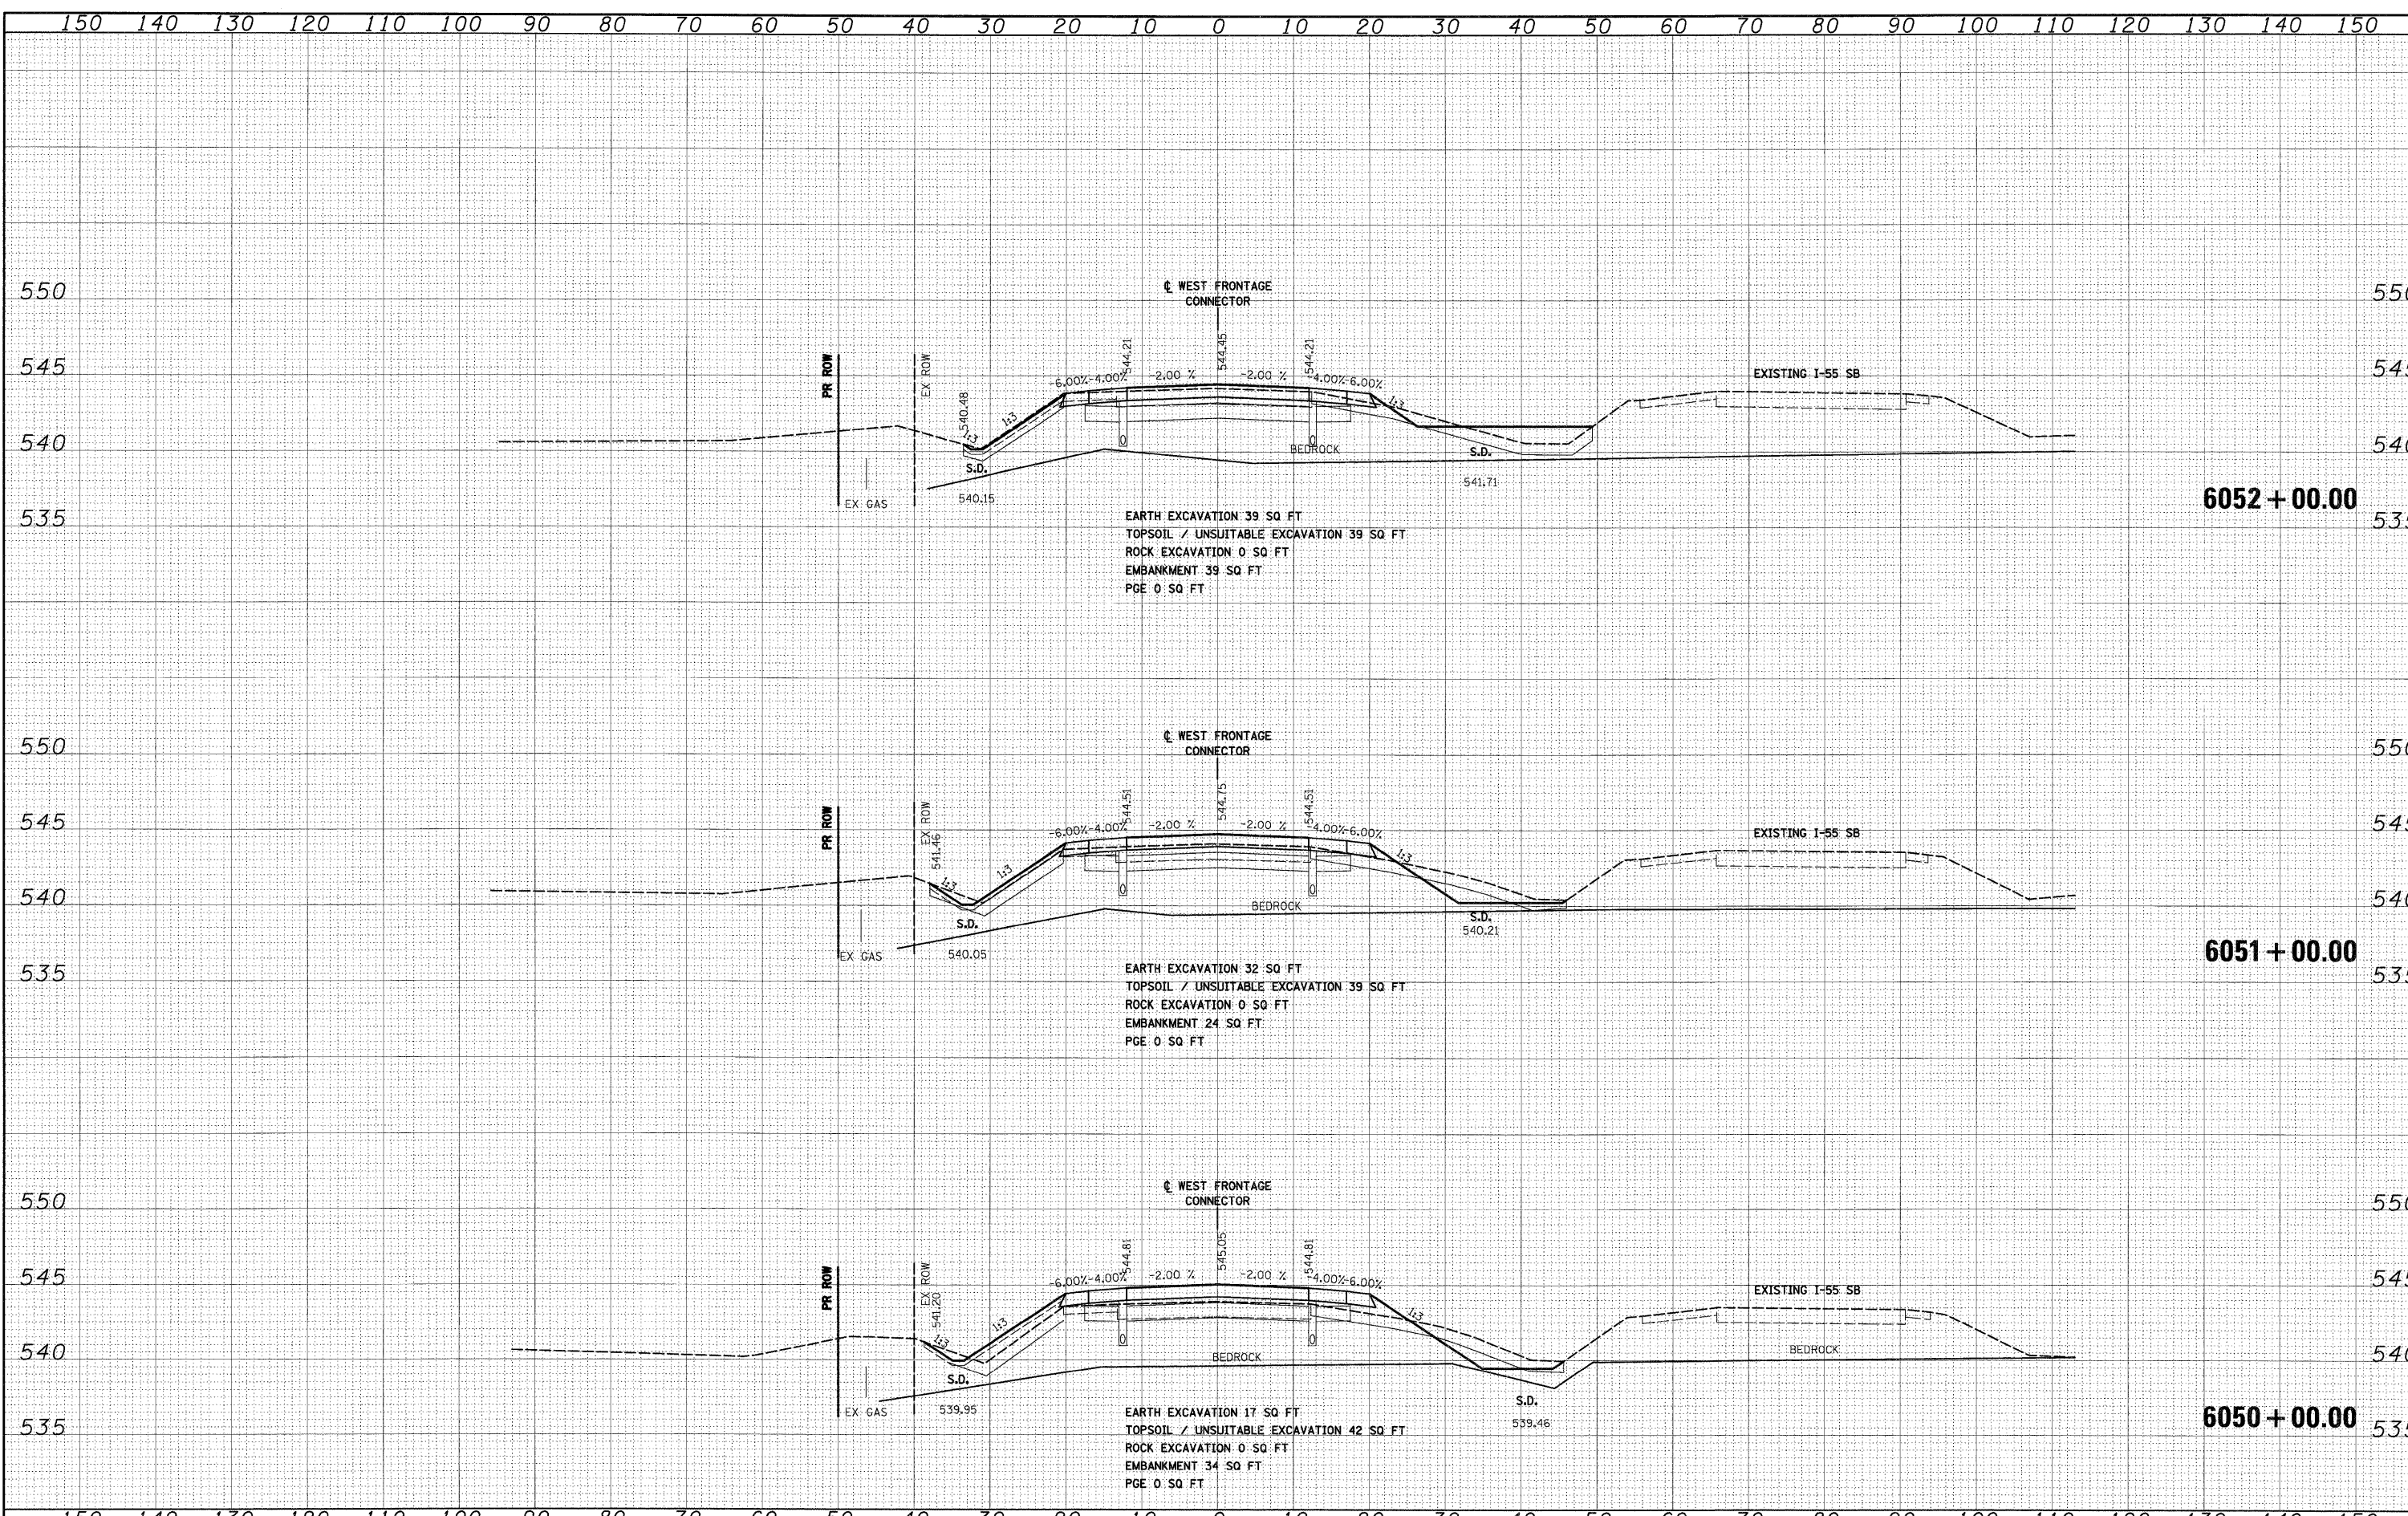 150 140 130 120 110 100 90 80 70 60 50 40 30 20 10 0 10 20 30 40 50 60 70 80 90 100 110 120 130 140 150
550
℄ WEST FRONTAGE
CONNECTOR
PR ROW
EX ROW
544.21
544.45
544.21
545
-6.00% -4.00% -2.00 % -2.00 % -4.00% -6.00%
EXISTING I-55 SB
540.48
1:3
1:3
1:3
540
BEDROCK
S.D.
S.D.
540.15
541.71
EX GAS
6052 + 00.00
535
EARTH EXCAVATION 39 SQ FT
TOPSOIL / UNSUITABLE EXCAVATION 39 SQ FT
ROCK EXCAVATION 0 SQ FT
EMBANKMENT 39 SQ FT
PGE 0 SQ FT
550
℄ WEST FRONTAGE
CONNECTOR
PR ROW
EX ROW
544.51
544.75
544.51
545
-6.00% -4.00% -2.00 % -2.00 % -4.00% -6.00%
EXISTING I-55 SB
541.46
1:3
1:3
1:3
540
BEDROCK
S.D.
S.D.
540.05
540.21
EX GAS
6051 + 00.00
535
EARTH EXCAVATION 32 SQ FT
TOPSOIL / UNSUITABLE EXCAVATION 39 SQ FT
ROCK EXCAVATION 0 SQ FT
EMBANKMENT 24 SQ FT
PGE 0 SQ FT
550
℄ WEST FRONTAGE
CONNECTOR
PR ROW
EX ROW
544.81
545.05
544.81
545
-6.00% -4.00% -2.00 % -2.00 % -4.00% -6.00%
EXISTING I-55 SB
541.20
1:3
1:3
1:3
540
BEDROCK
BEDROCK
S.D.
S.D.
539.95
539.46
EX GAS
6050 + 00.00
535
EARTH EXCAVATION 17 SQ FT
TOPSOIL / UNSUITABLE EXCAVATION 42 SQ FT
ROCK EXCAVATION 0 SQ FT
EMBANKMENT 34 SQ FT
PGE 0 SQ FT